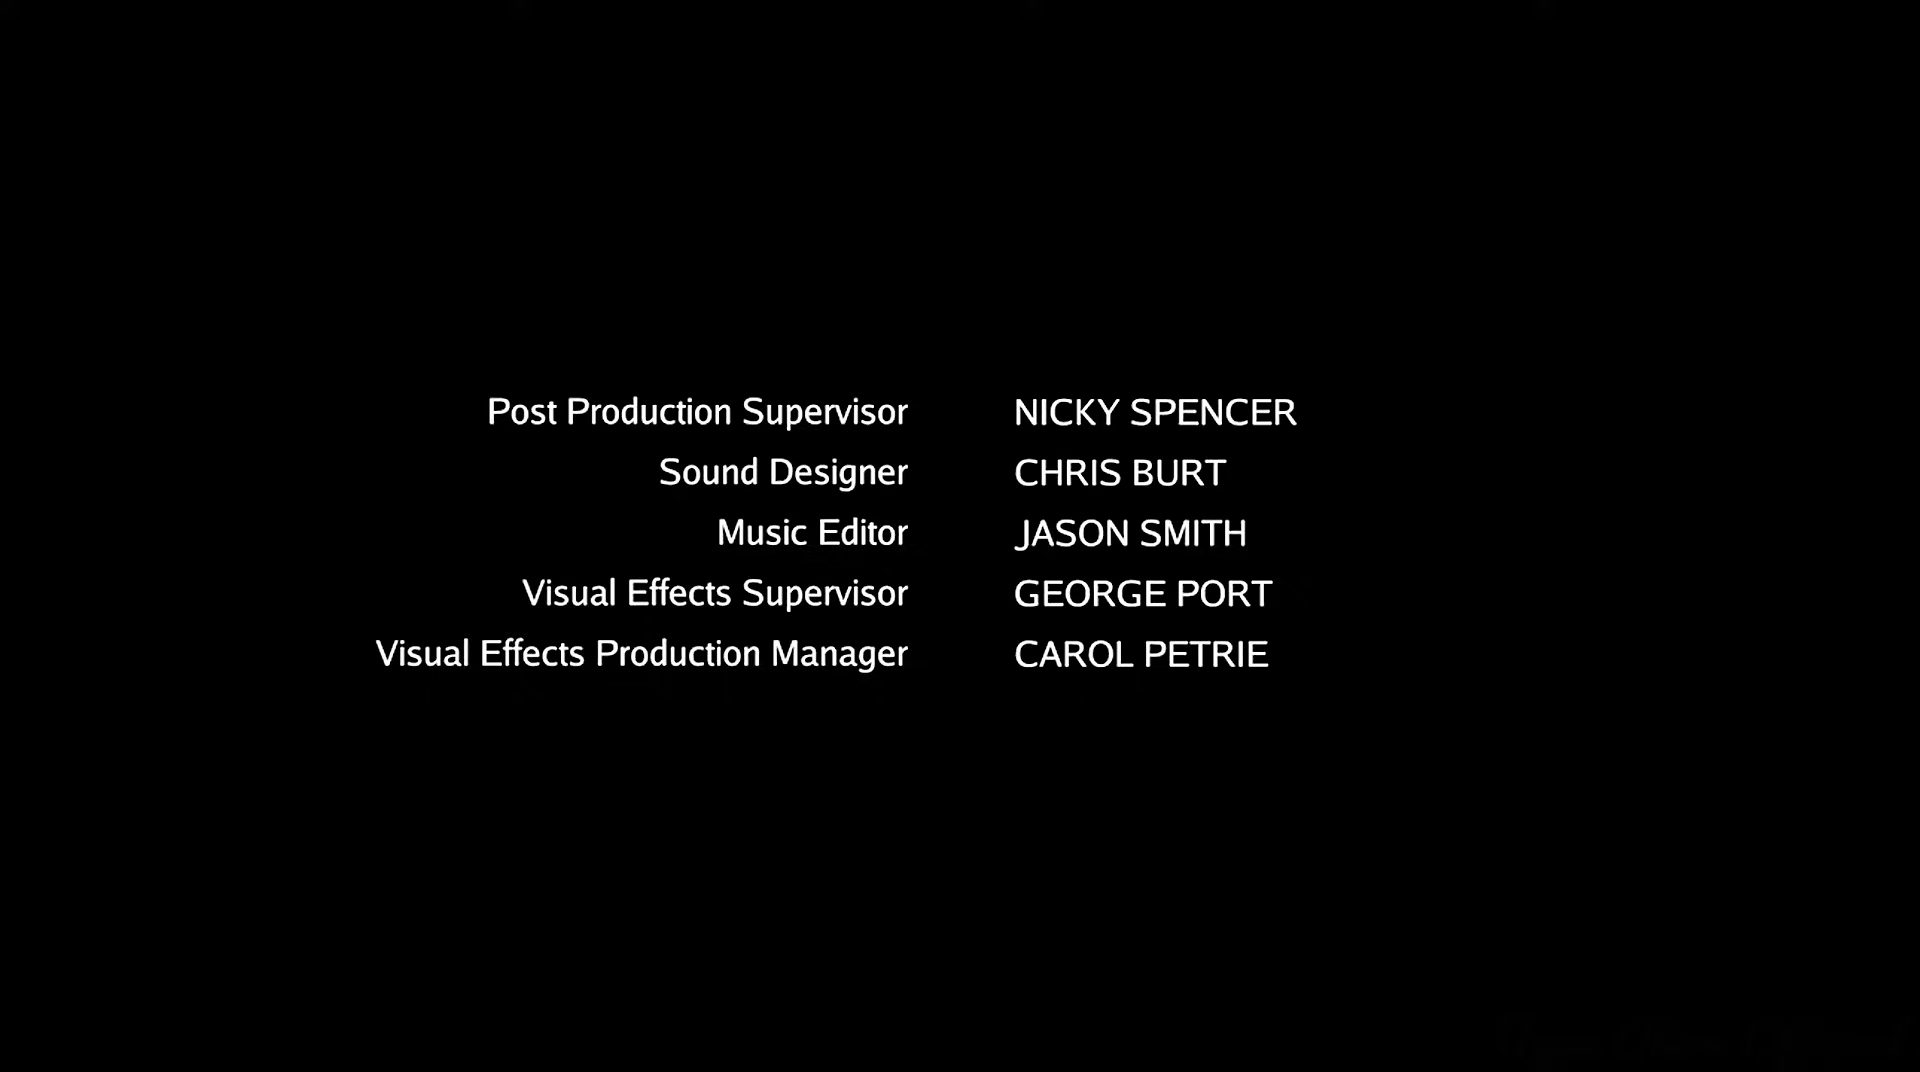 Post Production Supervisor NICKY SPENCER
Sound Designer CHRIS BURT
Music Editor JASON SMITH
Visual Effects Supervisor GEORGE PORT
Visual Effects Production Manager CAROL PETRIE